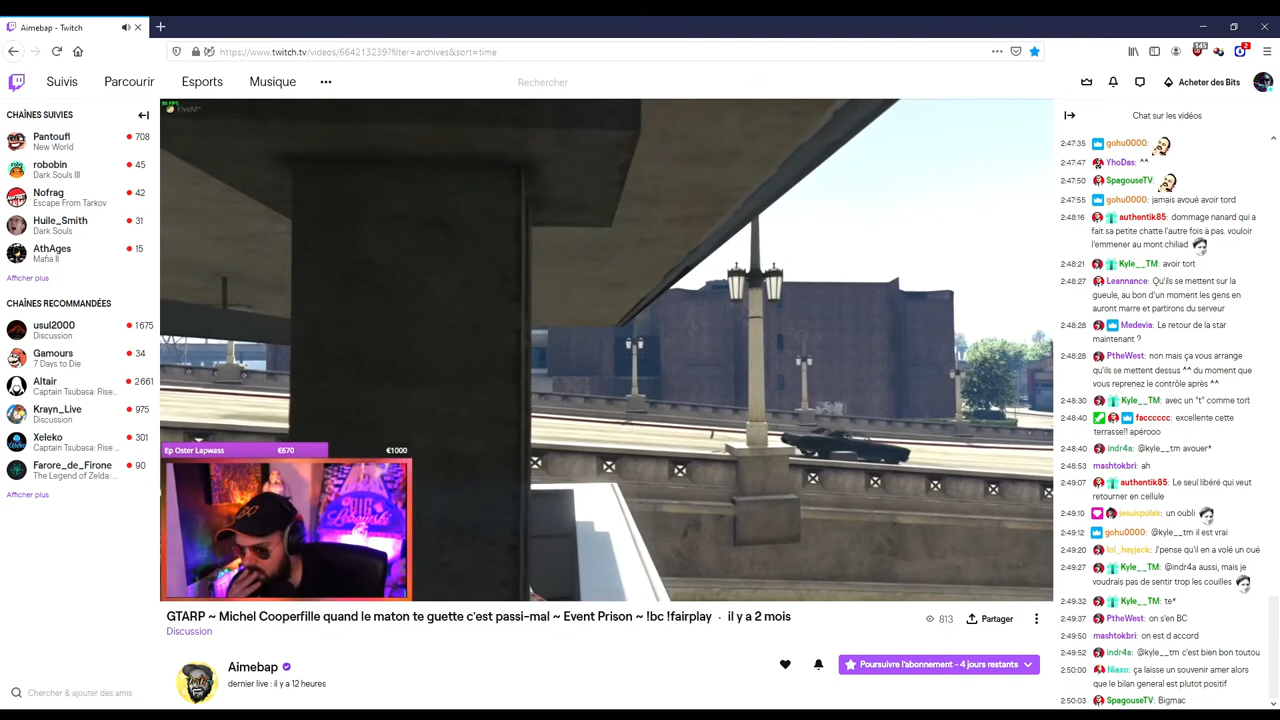 Aimebap - Twitch
https://www.twitch.tv/videos/664213239?filter=archives&sort=time
145
2
Suivis
Parcourir
Esports
Musique
Rechercher
Acheter des Bits
CHAÎNES SUIVIES
Pantoufl
708
New World
robobin
45
Dark Souls III
Nofrag
42
Escape From Tarkov
Huile_Smith
31
Dark Souls
AthAges
15
Mafia II
Afficher plus
CHAÎNES RECOMMANDÉES
usul2000
1 675
Discussion
Gamours
34
7 Days to Die
Altair
2 661
Captain Tsubasa: Rise...
Krayn_Live
975
Discussion
Xeleko
301
Captain Tsubasa: Rise...
Farore_de_Firone
90
The Legend of Zelda: ...
Afficher plus
Chercher & ajouter des amis
FiveM*
Ep Oster Lapwass €670 €1000
GTARP ~ Michel Cooperfille quand le maton te guette c'est passi-mal ~ Event Prison ~ !bc !fairplay · il y a 2 mois
Discussion
813
Partager
Aimebap
dernier live : il y a 12 heures
Poursuivre l'abonnement - 4 jours restants
Chat sur les vidéos
2:47:35 gohu0000:
2:47:47 YhoDas: ^^
2:47:50 SpagouseTV:
2:47:55 gohu0000: jamais avoué avoir tord
2:48:16 authentik85: dommage nanard qui a
fait sa petite chatte l'autre fois à pas. vouloir
l'emmener au mont chiliad
2:48:21 Kyle__TM: avoir tort
2:48:27 Leannance: Qu'ils se mettent sur la
gueule, au bon d'un moment les gens en
auront marre et partirons du serveur
2:48:28 Medevia: Le retour de la star
maintenant ?
2:48:28 PtheWest: non mais ça vous arrange
qu'ils se mettent dessus ^^ du moment que
vous reprenez le contrôle après ^^
2:48:30 Kyle__TM: avec un "t" comme tort
2:48:40 facccccc: excellente cette
terrasse!! apérooo
2:48:40 indr4a: @kyle__tm avouer*
2:48:53 mashtokbri: ah
2:49:07 authentik85: Le seul libéré qui veut
retourner en cellule
2:49:10 jesuispolak: un oubli
2:49:12 gohu0000: @kyle__tm il est vrai
2:49:20 lol_hayjack: J'pense qu'il en a volé un oué
2:49:27 Kyle__TM: @indr4a aussi, mais je
voudrais pas de sentir trop les couilles
2:49:32 Kyle__TM: te*
2:49:37 PtheWest: on s'en BC
2:49:50 mashtokbri: on est d accord
2:49:52 indr4a: @kyle__tm c'est bien bon toutou
2:50:00 Niaxo: ça laisse un souvenir amer alors
que le bilan general est plutot positif
2:50:03 SpagouseTV: Bigmac